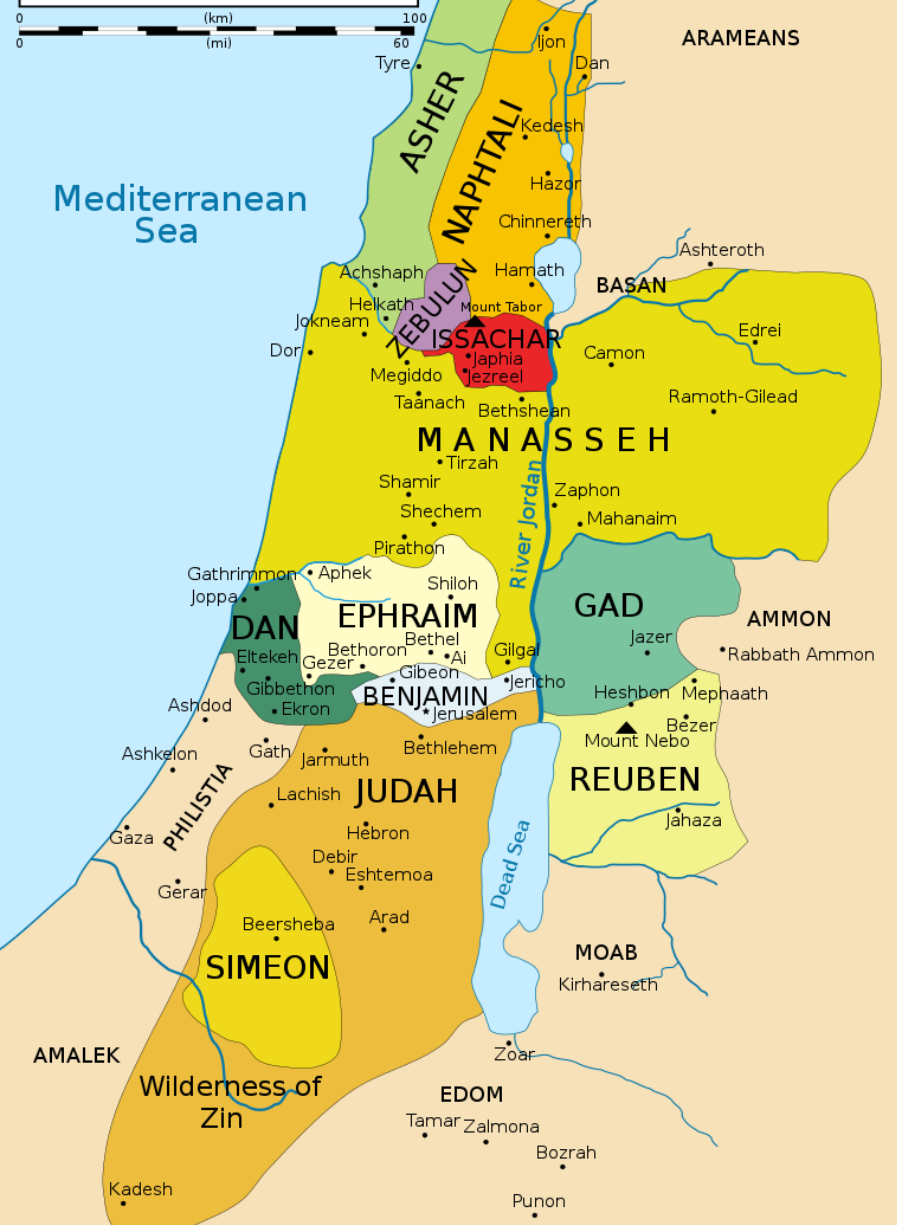 0 (km) 100
0 (mi) 60
ARAMEANS
Ijon
Tyre
Dan
ASHER
NAPHTALI
Kedesh
Hazor
Mediterranean
Sea
Chinnereth
Ashteroth
Achshaph
Hamath
BASAN
ZEBULUN
Helkath
Mount Tabor
Jokneam
ISSACHAR
Edrei
Dor
Japhia
Camon
Megiddo
Jezreel
Taanach
Bethshean
Ramoth-Gilead
MANASSEH
Tirzah
Shamir
River Jordan
Zaphon
Shechem
Mahanaim
Pirathon
Gathrimmon
Aphek
Shiloh
Joppa
EPHRAIM
GAD
DAN
AMMON
Bethel
Jazer
Bethoron
Gilgal
Eltekeh
Gezer
Ai
Rabbath Ammon
Gibeon
Jericho
Gibbethon
BENJAMIN
Heshbon
Mephaath
Ashdod
Ekron
Jerusalem
Bezer
Gath
Bethlehem
Mount Nebo
Ashkelon
Jarmuth
REUBEN
PHILISTIA
Lachish
JUDAH
Jahaza
Gaza
Hebron
Dead Sea
Debir
Eshtemoa
Gerar
Beersheba
Arad
SIMEON
MOAB
Kirhareseth
AMALEK
Zoar
Wilderness of
Zin
EDOM
Tamar
Zalmona
Bozrah
Kadesh
Punon